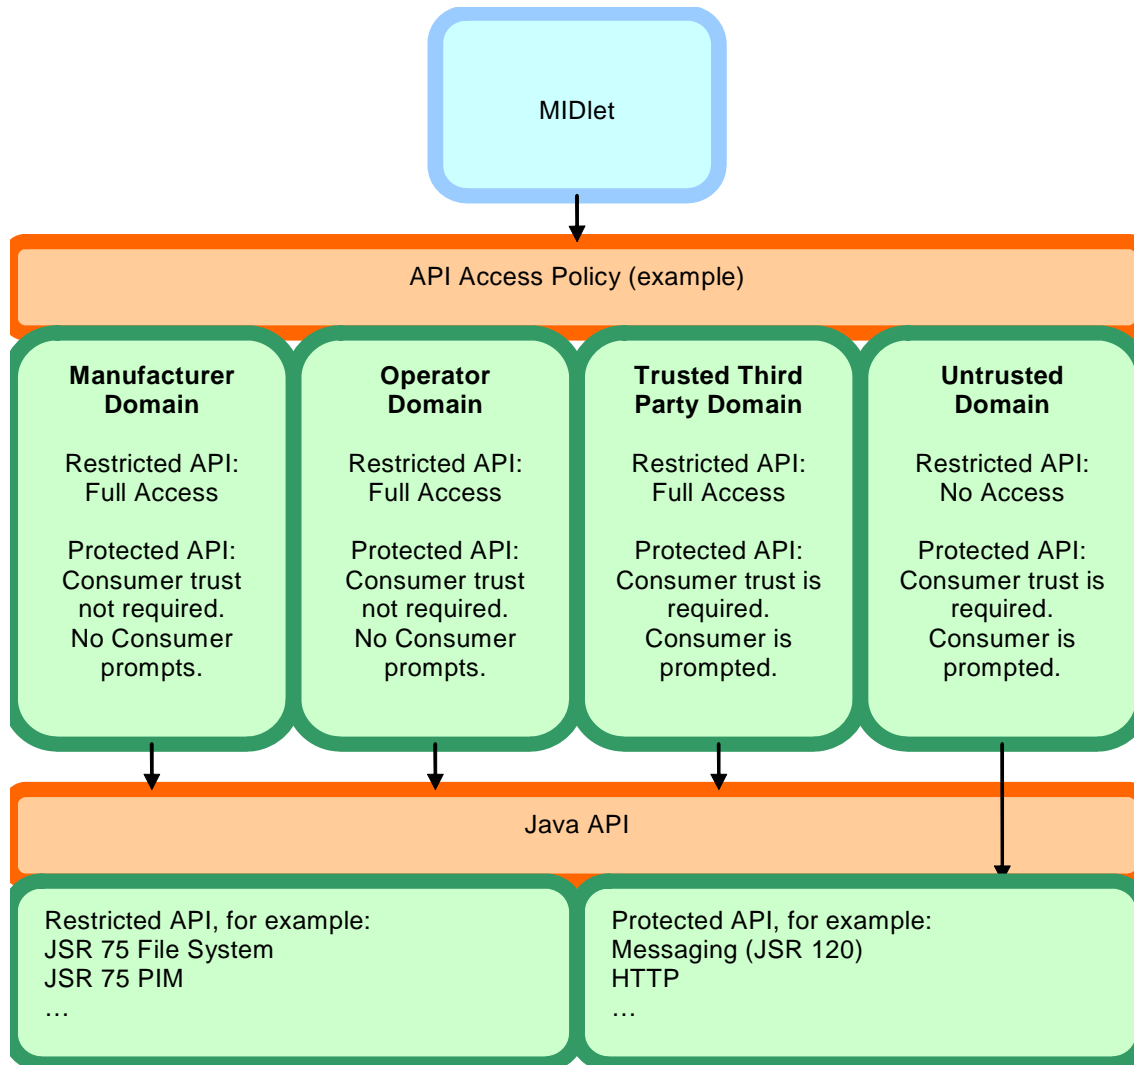 MIDlet
API Access Policy (example)
Manufacturer
Domain
Restricted API:
Full Access
Protected API:
Consumer trust
not required.
No Consumer
prompts.
Operator
Domain
Restricted API:
Full Access
Protected API:
Consumer trust
not required.
No Consumer
prompts.
Trusted Third
Party Domain
Restricted API:
Full Access
Protected API:
Consumer trust is
required.
Consumer is
prompted.
Untrusted
Domain
Restricted API:
No Access
Protected API:
Consumer trust is
required.
Consumer is
prompted.
Java API
Restricted API, for example:
JSR 75 File System
JSR 75 PIM
…
Protected API, for example:
Messaging (JSR 120)
HTTP
…